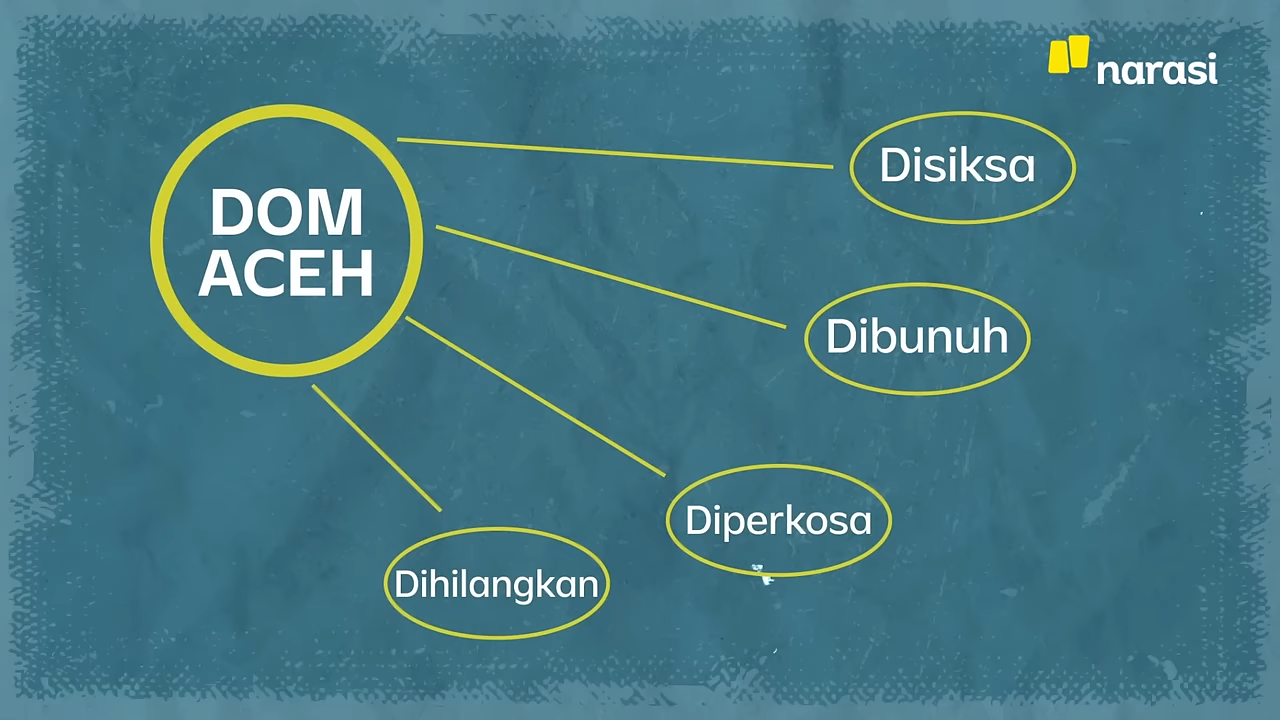 narasi
DOM
ACEH
Disiksa
Dibunuh
Diperkosa
Dihilangkan